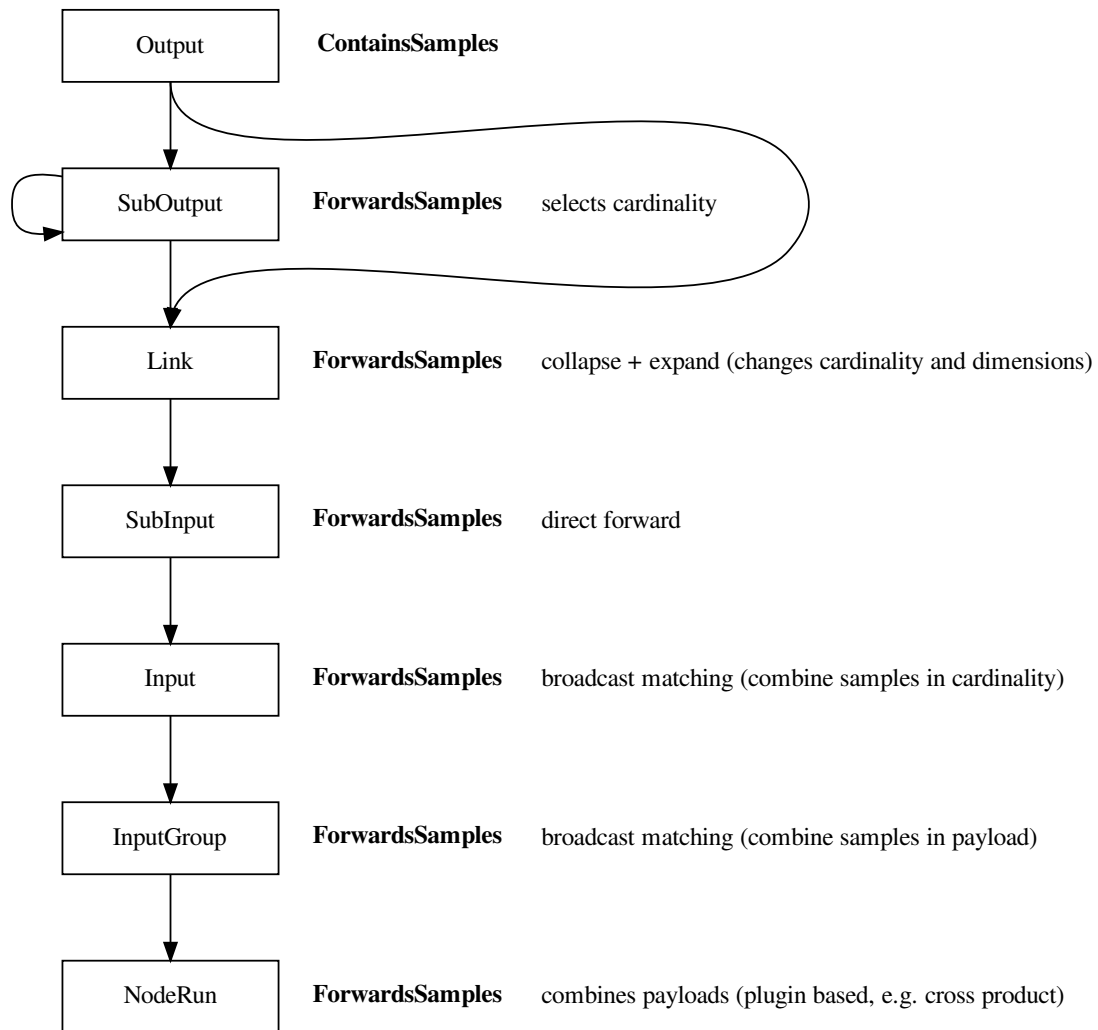 Output ContainsSamples
SubOutput ForwardsSamples selects cardinality
Link ForwardsSamples collapse + expand (changes cardinality and dimensions)
SubInput ForwardsSamples direct forward
Input ForwardsSamples broadcast matching (combine samples in cardinality)
InputGroup ForwardsSamples broadcast matching (combine samples in payload)
NodeRun ForwardsSamples combines payloads (plugin based, e.g. cross product)